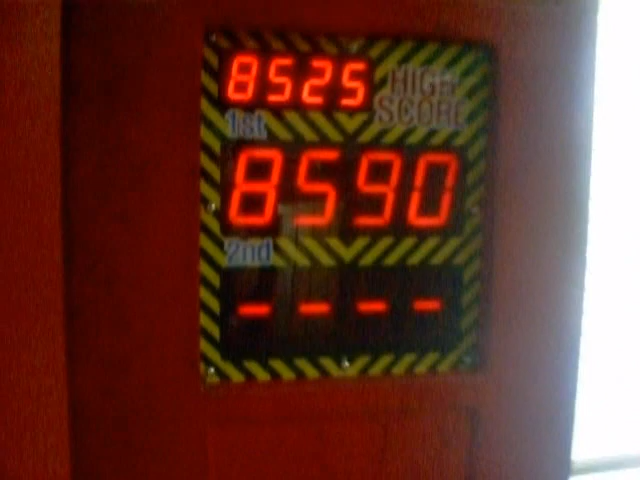 8525 HIGH
SCORE
1st
8590
2nd
----